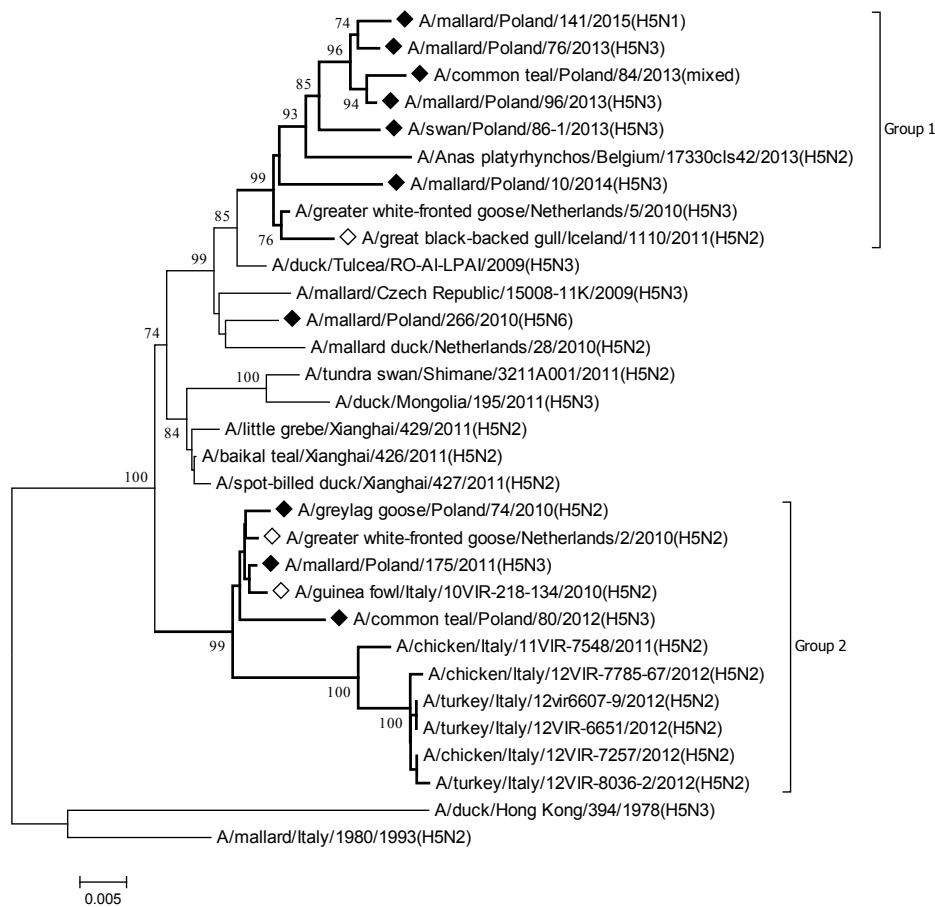 74
A/mallard/Poland/141/2015(H5N1)
A/mallard/Poland/76/2013(H5N3)
96
A/common teal/Poland/84/2013(mixed)
85
94
A/mallard/Poland/96/2013(H5N3)
93
A/swan/Poland/86-1/2013(H5N3)
Group 1
A/Anas platyrhynchos/Belgium/17330cls42/2013(H5N2)
99
A/mallard/Poland/10/2014(H5N3)
A/greater white-fronted goose/Netherlands/5/2010(H5N3)
85
76
A/great black-backed gull/Iceland/1110/2011(H5N2)
99
A/duck/Tulcea/RO-AI-LPAI/2009(H5N3)
A/mallard/Czech Republic/15008-11K/2009(H5N3)
A/mallard/Poland/266/2010(H5N6)
74
A/mallard duck/Netherlands/28/2010(H5N2)
100
A/tundra swan/Shimane/3211A001/2011(H5N2)
A/duck/Mongolia/195/2011(H5N3)
84
A/little grebe/Xianghai/429/2011(H5N2)
A/baikal teal/Xianghai/426/2011(H5N2)
100
A/spot-billed duck/Xianghai/427/2011(H5N2)
A/greylag goose/Poland/74/2010(H5N2)
A/greater white-fronted goose/Netherlands/2/2010(H5N2)
A/mallard/Poland/175/2011(H5N3)
A/guinea fowl/Italy/10VIR-218-134/2010(H5N2)
A/common teal/Poland/80/2012(H5N3)
99
A/chicken/Italy/11VIR-7548/2011(H5N2)
Group 2
A/chicken/Italy/12VIR-7785-67/2012(H5N2)
100
A/turkey/Italy/12vir6607-9/2012(H5N2)
100
A/turkey/Italy/12VIR-6651/2012(H5N2)
A/chicken/Italy/12VIR-7257/2012(H5N2)
A/turkey/Italy/12VIR-8036-2/2012(H5N2)
A/duck/Hong Kong/394/1978(H5N3)
A/mallard/Italy/1980/1993(H5N2)
0.005